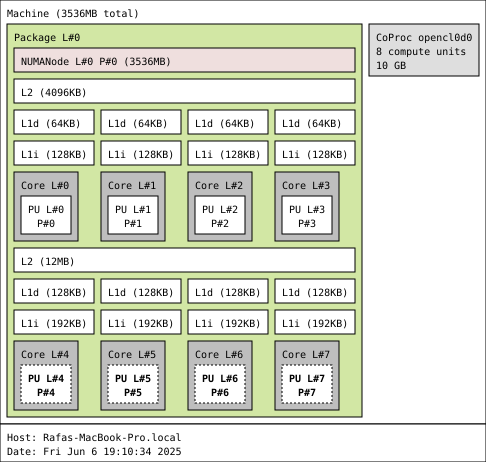 Machine (3536MB total)
Package L#0
CoProc opencl0d0
8 compute units
10 GB
NUMANode L#0 P#0 (3536MB)
L2 (4096KB)
L1d (64KB) L1d (64KB) L1d (64KB) L1d (64KB)
L1i (128KB) L1i (128KB) L1i (128KB) L1i (128KB)
Core L#0 Core L#1 Core L#2 Core L#3
PU L#0 PU L#1 PU L#2 PU L#3
P#0 P#1 P#2 P#3
L2 (12MB)
L1d (128KB) L1d (128KB) L1d (128KB) L1d (128KB)
L1i (192KB) L1i (192KB) L1i (192KB) L1i (192KB)
Core L#4 Core L#5 Core L#6 Core L#7
PU L#4 PU L#5 PU L#6 PU L#7
P#4 P#5 P#6 P#7
Host: Rafas-MacBook-Pro.local
Date: Fri Jun 6 19:10:34 2025